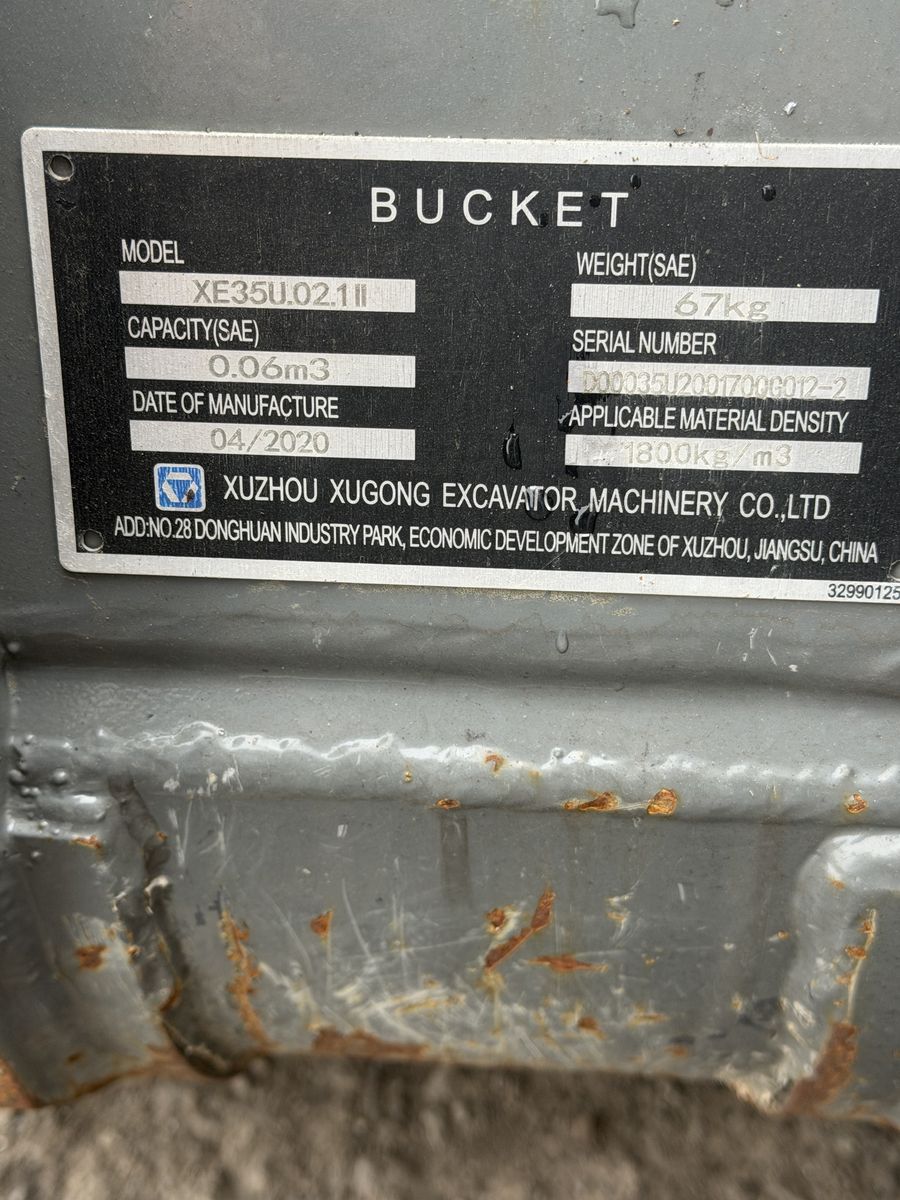 BUCKET
MODEL
XE35U.02.1II
CAPACITY(SAE)
0.06m3
DATE OF MANUFACTURE
04/2020
WEIGHT(SAE)
67kg
SERIAL NUMBER
D00035U2001700G012-2
APPLICABLE MATERIAL DENSITY
1800kg/m3
XUZHOU XUGONG EXCAVATOR MACHINERY CO.,LTD
ADD:NO.28 DONGHUAN INDUSTRY PARK, ECONOMIC DEVELOPMENT ZONE OF XUZHOU, JIANGSU, CHINA
32990125